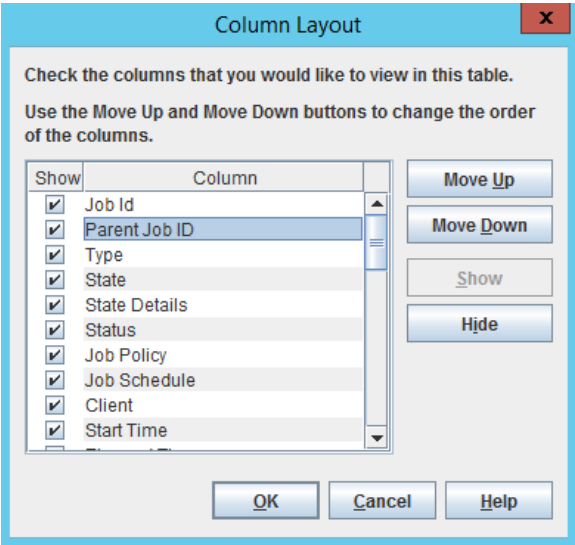 Column Layout
x
Check the columns that you would like to view in this table.
Use the Move Up and Move Down buttons to change the order
of the columns.
Show Column
Job Id
Parent Job ID
Type
State
State Details
Status
Job Policy
Job Schedule
Client
Start Time
Move Up
Move Down
Show
Hide
OK Cancel Help